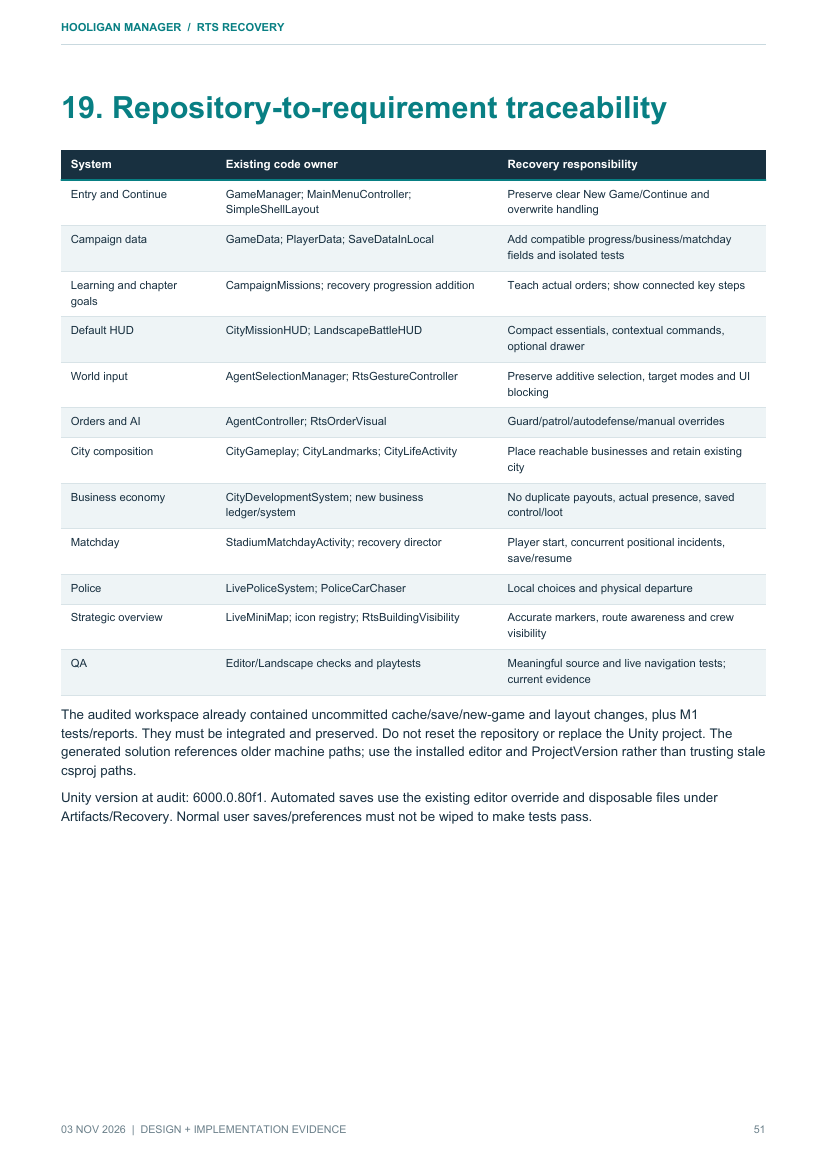 HOOLIGAN MANAGER / RTS RECOVERY
19. Repository-to-requirement traceability
System Existing code owner Recovery responsibility
Entry and Continue GameManager; MainMenuController; Preserve clear New Game/Continue and
SimpleShellLayout overwrite handling
Campaign data GameData; PlayerData; SaveDataInLocal Add compatible progress/business/matchday
fields and isolated tests
Learning and chapter CampaignMissions; recovery progression addition Teach actual orders; show connected key steps
goals
Default HUD CityMissionHUD; LandscapeBattleHUD Compact essentials, contextual commands,
optional drawer
World input AgentSelectionManager; RtsGestureController Preserve additive selection, target modes and UI
blocking
Orders and AI AgentController; RtsOrderVisual Guard/patrol/autodefense/manual overrides
City composition CityGameplay; CityLandmarks; CityLifeActivity Place reachable businesses and retain existing
city
Business economy CityDevelopmentSystem; new business No duplicate payouts, actual presence, saved
ledger/system control/loot
Matchday StadiumMatchdayActivity; recovery director Player start, concurrent positional incidents,
save/resume
Police LivePoliceSystem; PoliceCarChaser Local choices and physical departure
Strategic overview LiveMiniMap; icon registry; RtsBuildingVisibility Accurate markers, route awareness and crew
visibility
QA Editor/Landscape checks and playtests Meaningful source and live navigation tests;
current evidence
The audited workspace already contained uncommitted cache/save/new-game and layout changes, plus M1
tests/reports. They must be integrated and preserved. Do not reset the repository or replace the Unity project. The
generated solution references older machine paths; use the installed editor and ProjectVersion rather than trusting stale
csproj paths.
Unity version at audit: 6000.0.80f1. Automated saves use the existing editor override and disposable files under
Artifacts/Recovery. Normal user saves/preferences must not be wiped to make tests pass.
03 NOV 2026 | DESIGN + IMPLEMENTATION EVIDENCE 51